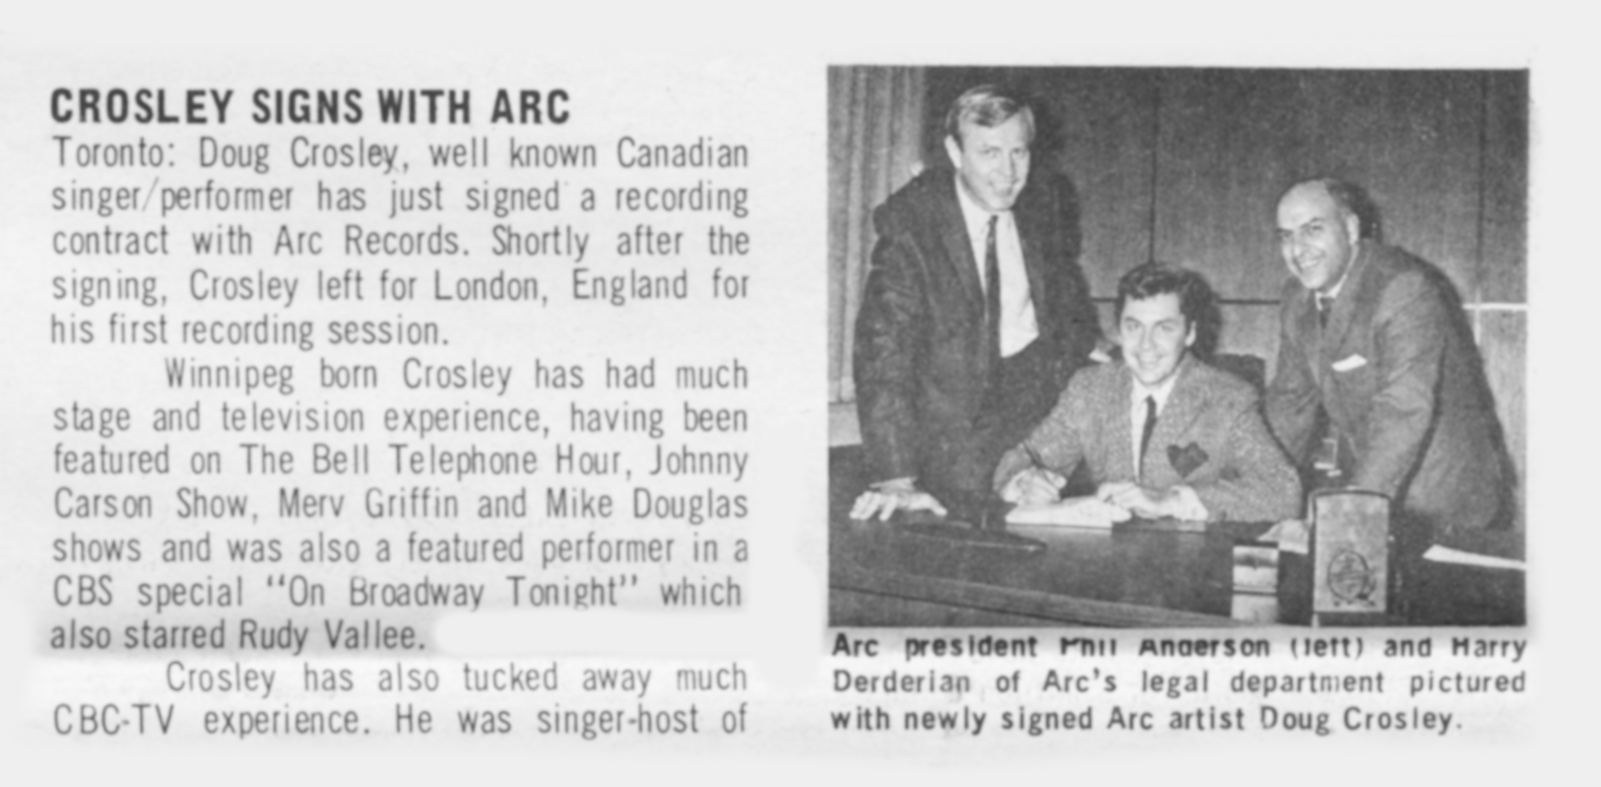 CROSLEY SIGNS WITH ARC
Toronto: Doug Crosley, well known Canadian
singer/performer has just signed a recording
contract with Arc Records. Shortly after the
signing, Crosley left for London, England for
his first recording session.
Winnipeg born Crosley has had much
stage and television experience, having been
featured on The Bell Telephone Hour, Johnny
Carson Show, Merv Griffin and Mike Douglas
shows and was also a featured performer in a
CBS special "On Broadway Tonight" which
also starred Rudy Vallee.
Crosley has also tucked away much
CBC-TV experience. He was singer-host of
Arc president Phil Anderson (left) and Harry
Derderian of Arc's legal department pictured
with newly signed Arc artist Doug Crosley.